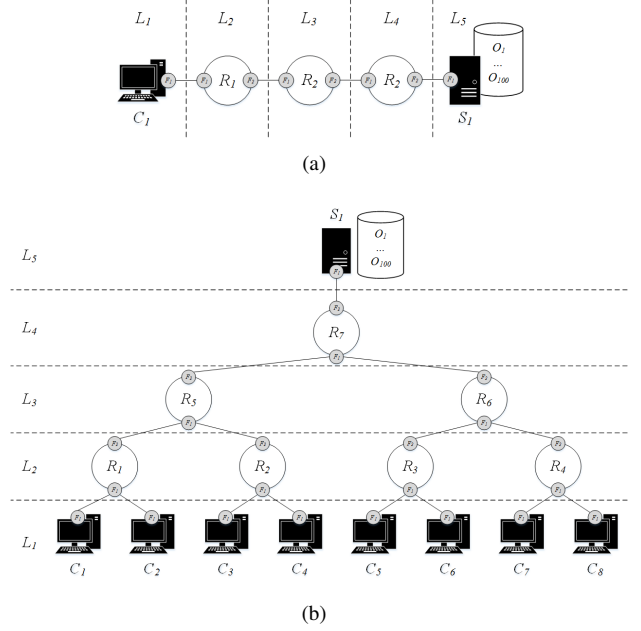 L1 L2 L3 L4 L5
O1
...
O100
F1 F1 R1 F2 F1 R2 F2 F1 R2 F2 F1
C1 S1
(a)
S1
O1
...
O100
L5
F1
F2
L4 R7
F1
F2 F2
L3 R5 R6
F1 F1
F2 F2 F2 F2
L2 R1 R2 R3 R4
F1 F1 F1 F1
F1 F1 F1 F1 F1 F1 F1 F1
L1
C1 C2 C3 C4 C5 C6 C7 C8
(b)